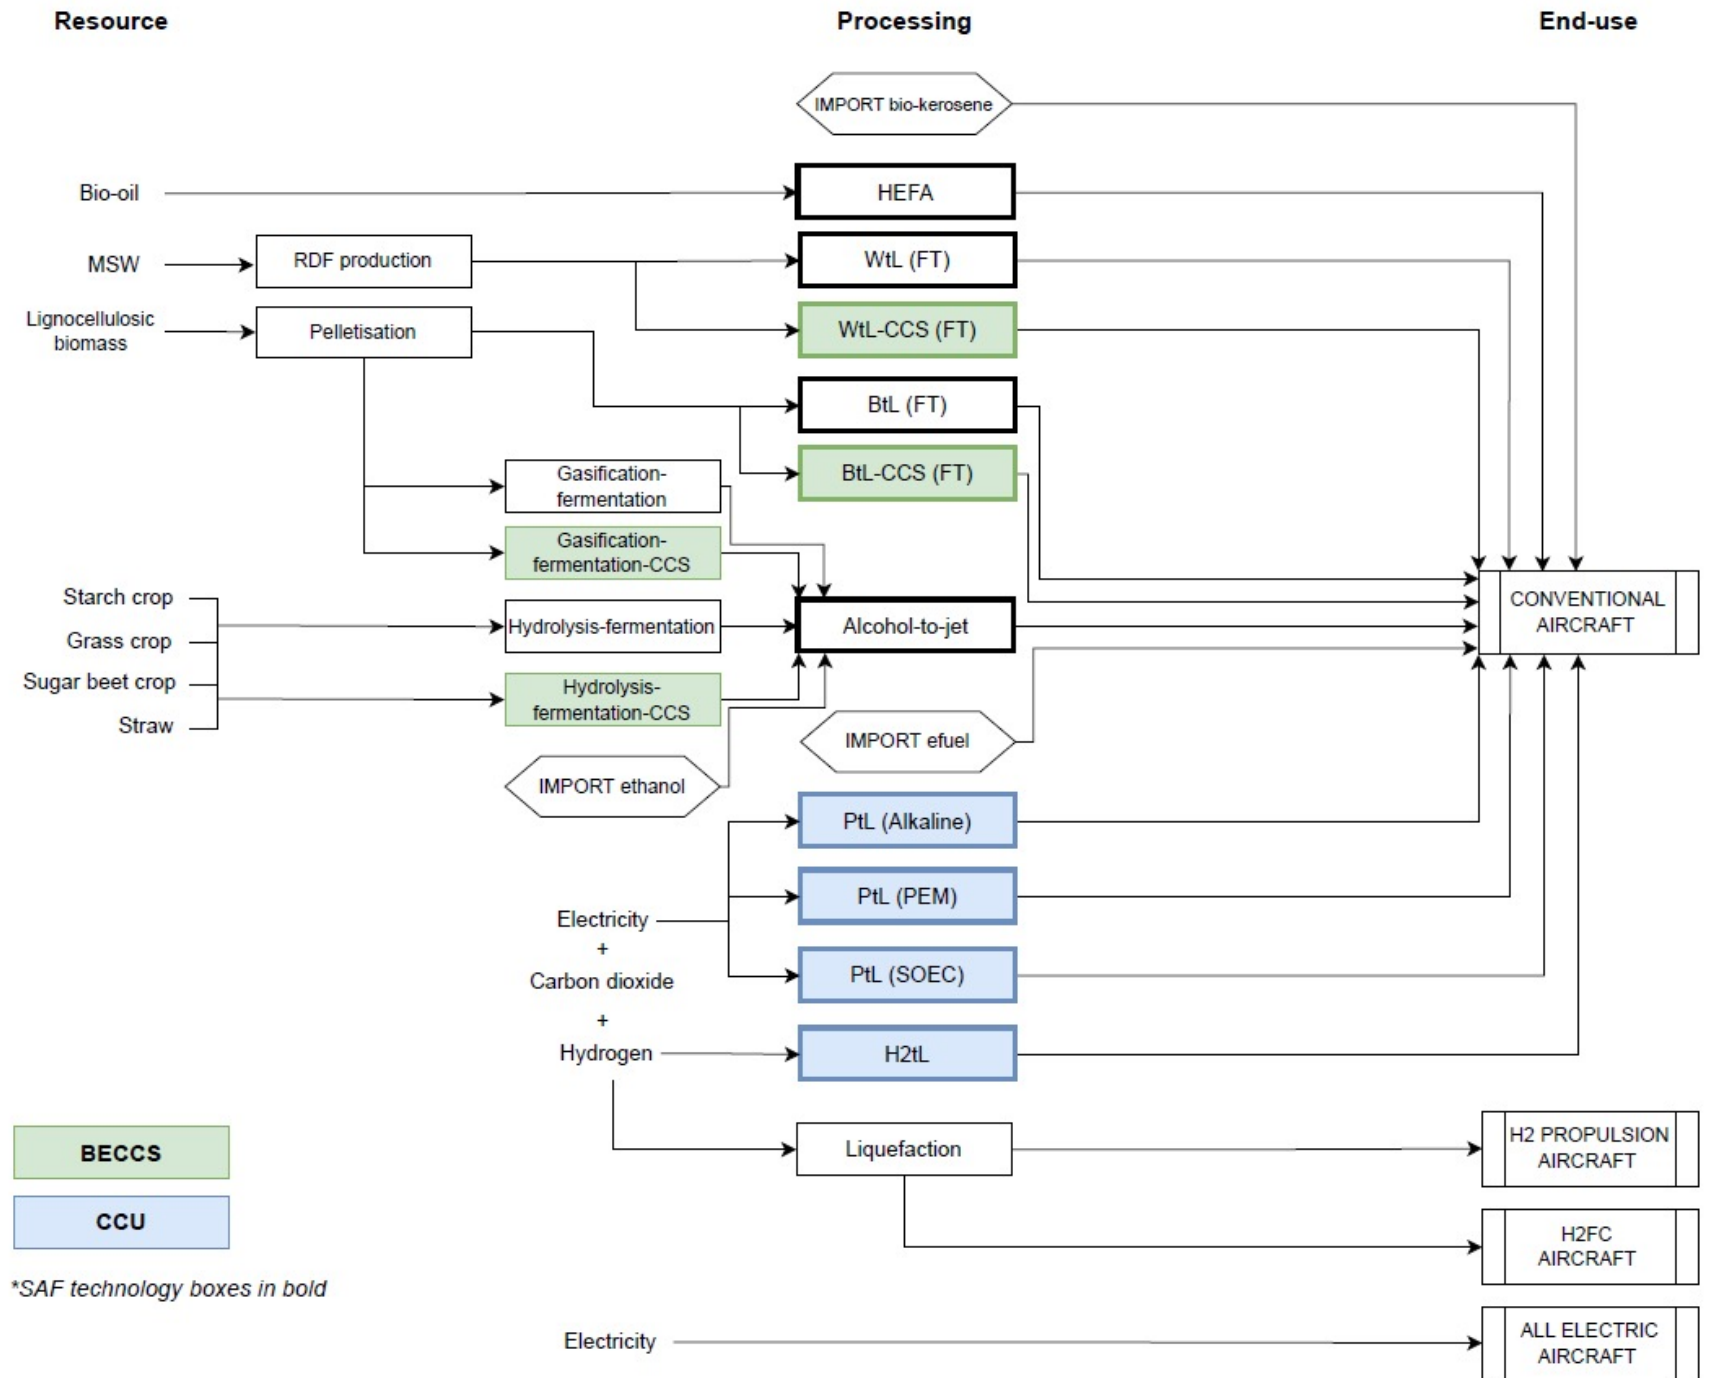 Resource
Processing
End-use
IMPORT bio-kerosene
Bio-oil
HEFA
MSW
RDF production
WtL (FT)
Lignocellulosic
biomass
Pelletisation
WtL-CCS (FT)
BtL (FT)
BtL-CCS (FT)
Gasification-
fermentation
Gasification-
fermentation-CCS
Starch crop
Grass crop
Sugar beet crop
Straw
Hydrolysis-fermentation
Alcohol-to-jet
CONVENTIONAL
AIRCRAFT
Hydrolysis-
fermentation-CCS
IMPORT efuel
IMPORT ethanol
PtL (Alkaline)
PtL (PEM)
Electricity
+
Carbon dioxide
+
Hydrogen
PtL (SOEC)
H2tL
Liquefaction
H2 PROPULSION
AIRCRAFT
H2FC
AIRCRAFT
BECCS
CCU
*SAF technology boxes in bold
Electricity
ALL ELECTRIC
AIRCRAFT